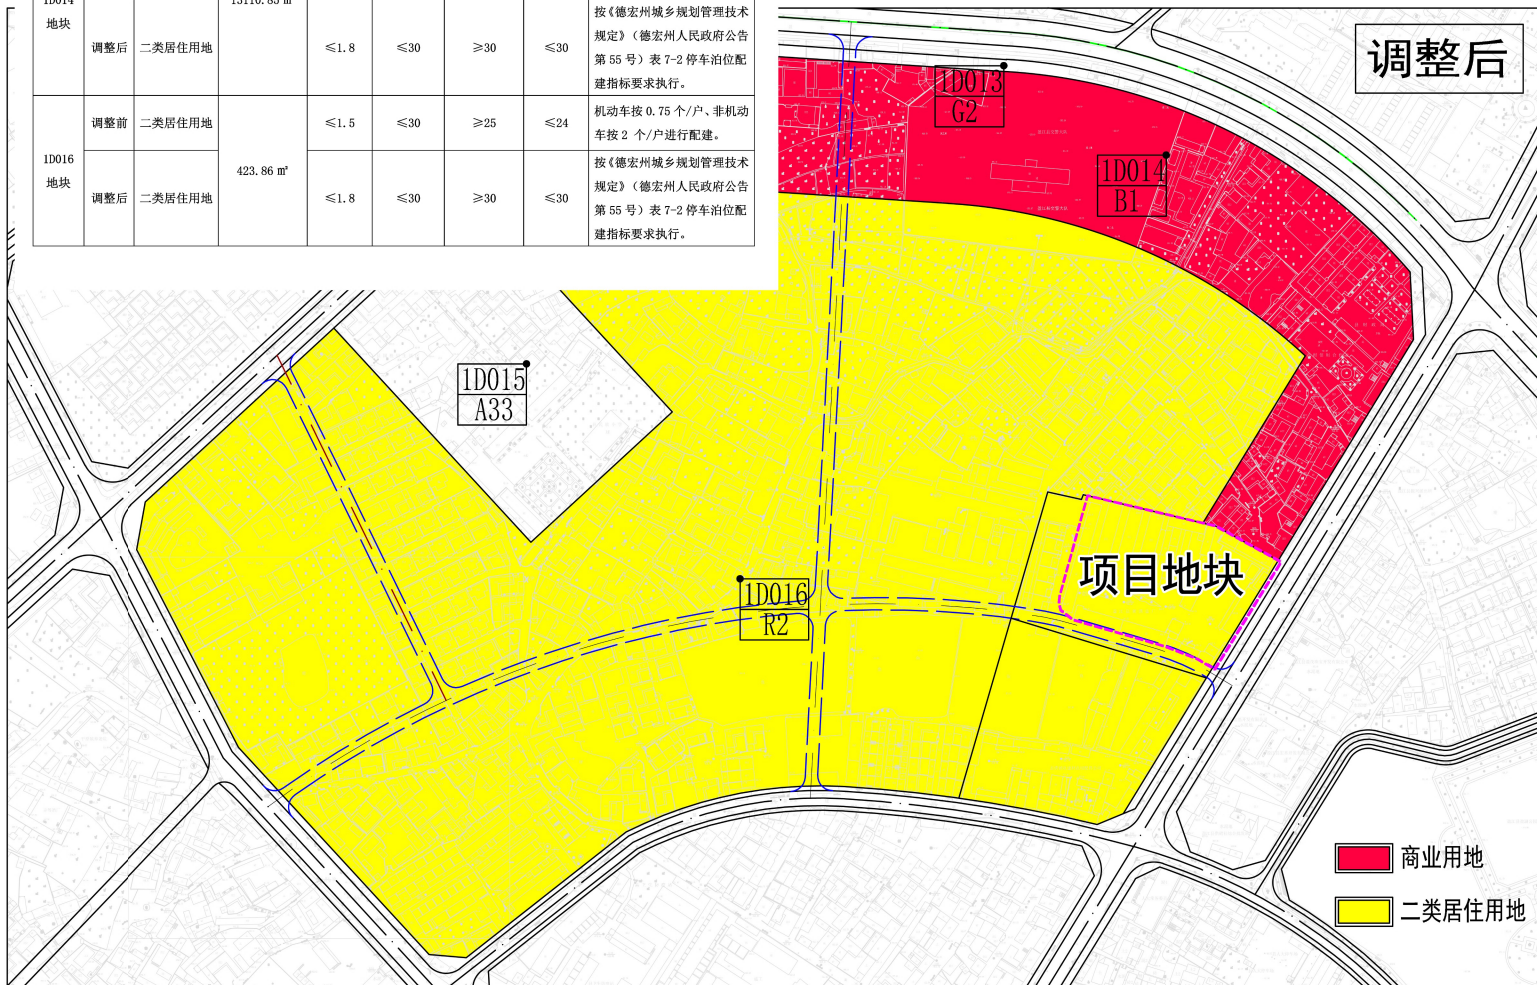 1D014
地块
调整后
二类居住用地
≤1.8
≤30
≥30
≤30
按《德宏州城乡规划管理技术
规定》(德宏州人民政府公告
第 55 号)表 7-2 停车泊位配
建指标要求执行。
1D016
地块
调整前
二类居住用地
423.86 ㎡
≤1.5
≤30
≥25
≤24
机动车按 0.75 个/户、非机动
车按 2 个/户进行配建。
调整后
二类居住用地
≤1.8
≤30
≥30
≤30
按《德宏州城乡规划管理技术
规定》(德宏州人民政府公告
第 55 号)表 7-2 停车泊位配
建指标要求执行。
调整后
1D013
G2
1D014
B1
1D015
A33
1D016
R2
项目地块
商业用地
二类居住用地